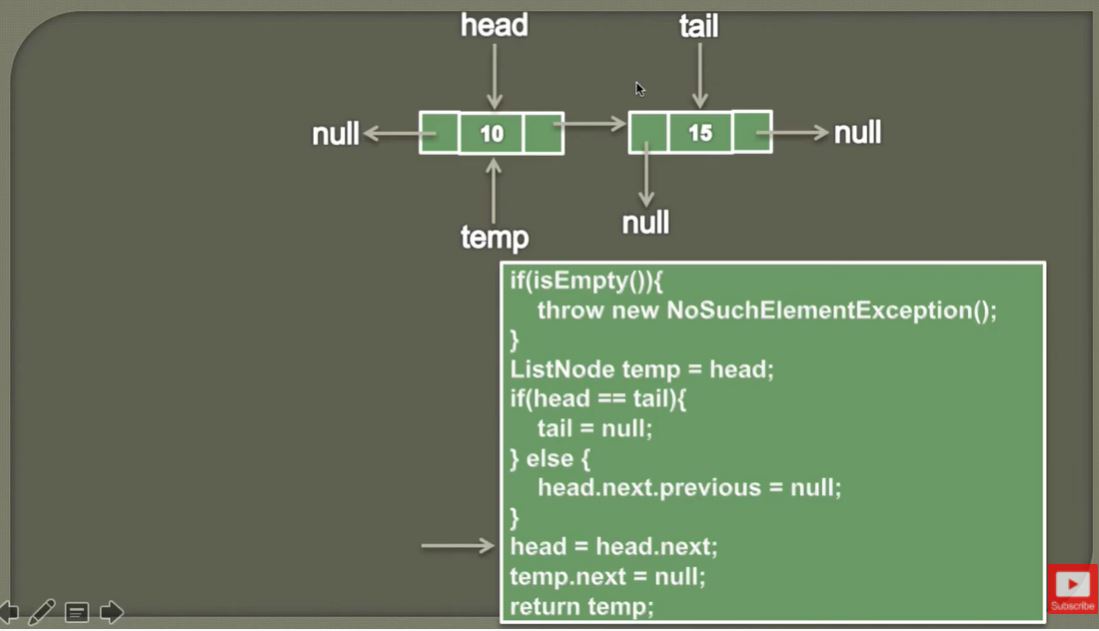 head
tail
null
10
15
null
temp
null
if(isEmpty()){
throw new NoSuchElementException();
}
ListNode temp = head;
if(head == tail){
tail = null;
} else {
head.next.previous = null;
}
head = head.next;
temp.next = null;
return temp;
Subscribe